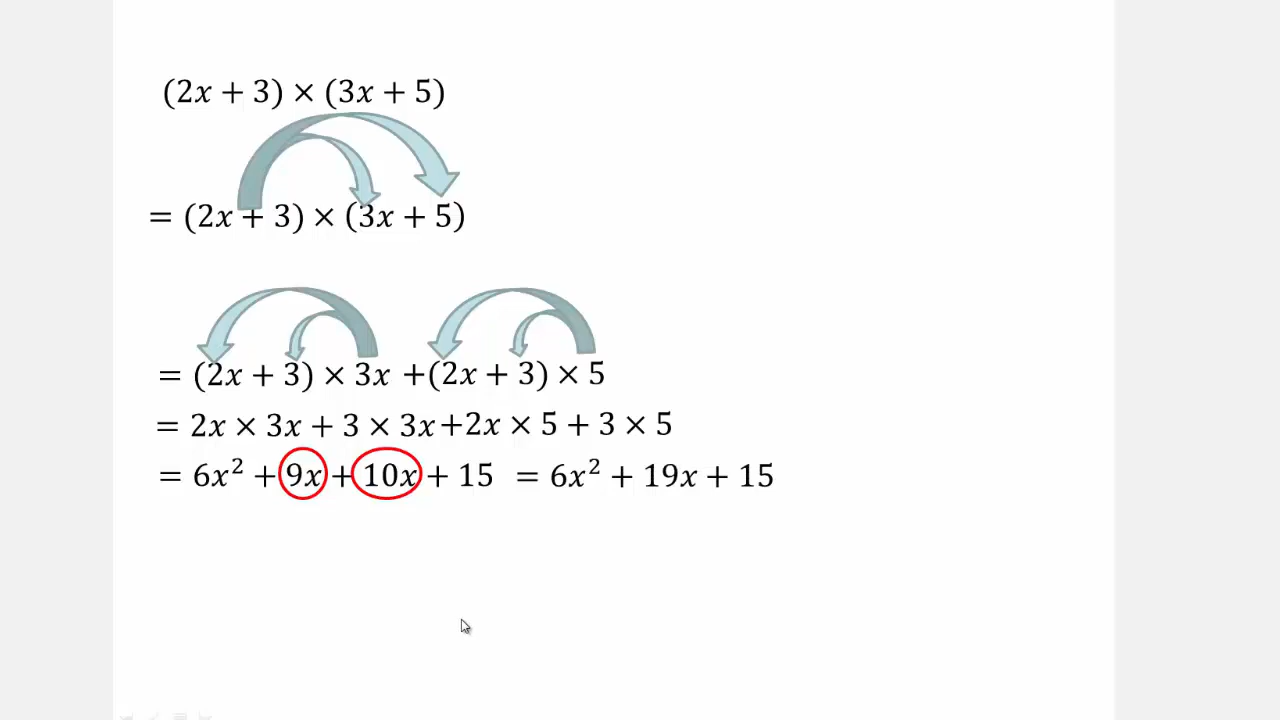 (2x + 3) × (3x + 5)
= (2x + 3) × (3x + 5)
= (2x + 3) × 3x +(2x + 3) × 5
= 2x × 3x + 3 × 3x+2x × 5 + 3 × 5
= 6x² + 9x + 10x + 15 = 6x² + 19x + 15